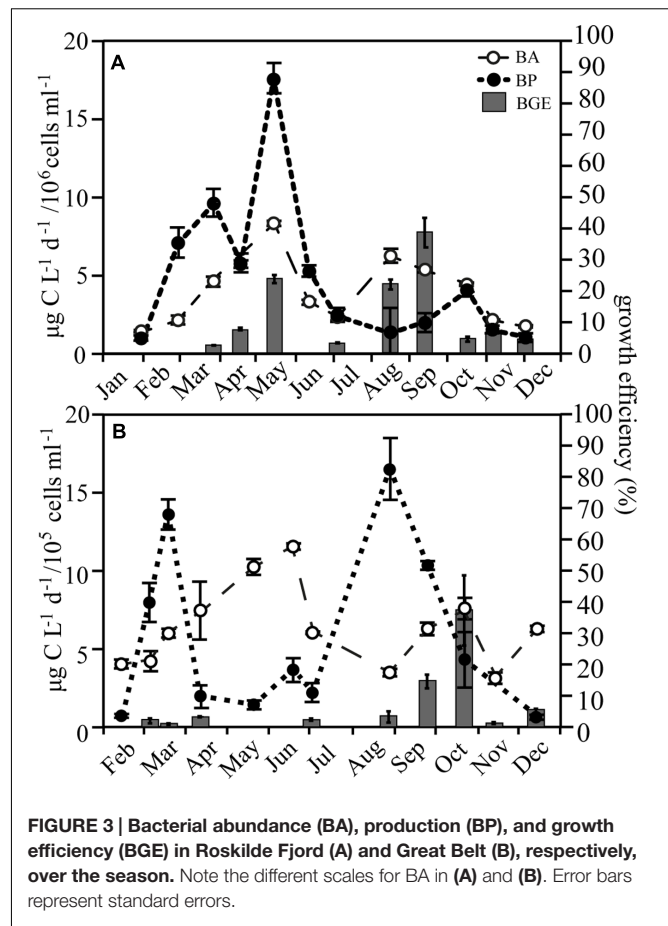 A
20
15
10
5
0
µg C L-1 d-1 /10^6 cells ml-1
BA
BP
BGE
100
90
80
70
60
50
40
30
20
10
0
growth efficiency (%)
Jan Feb Mar Apr May Jun Jul Aug Sep Oct Nov Dec
B
20
15
10
5
0
µg C L-1 d-1/10^5 cells ml-1
100
90
80
70
60
50
40
30
20
10
0
Feb Mar Apr May Jun Jul Aug Sep Oct Nov Dec
FIGURE 3 | Bacterial abundance (BA), production (BP), and growth
efficiency (BGE) in Roskilde Fjord (A) and Great Belt (B), respectively,
over the season. Note the different scales for BA in (A) and (B). Error bars
represent standard errors.